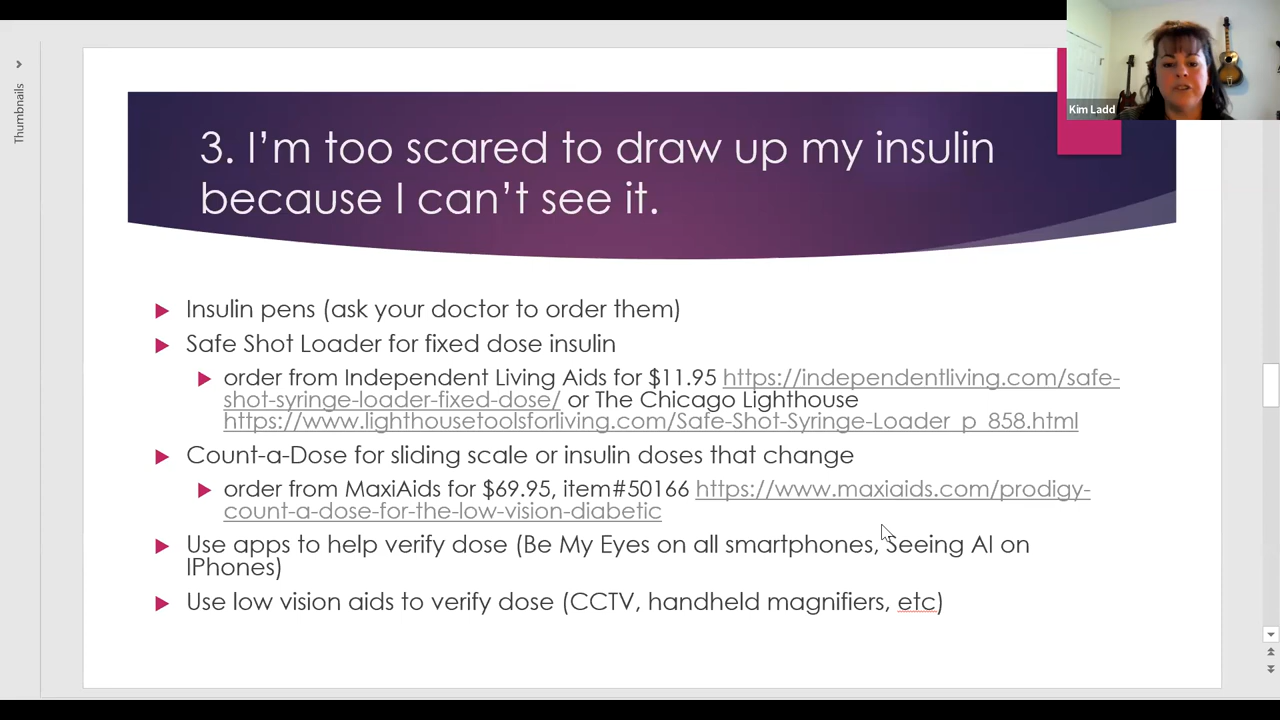 Thumbnails
Kim Ladd
3. I'm too scared to draw up my insulin
because I can't see it.
Insulin pens (ask your doctor to order them)
Safe Shot Loader for fixed dose insulin
order from Independent Living Aids for $11.95 https://independentliving.com/safe-
shot-syringe-loader-fixed-dose/ or The Chicago Lighthouse
https://www.lighthousetoolsforliving.com/Safe-Shot-Syringe-Loader_p_858.html
Count-a-Dose for sliding scale or insulin doses that change
order from MaxiAids for $69.95, item#50166 https://www.maxiaids.com/prodigy-
count-a-dose-for-the-low-vision-diabetic
Use apps to help verify dose (Be My Eyes on all smartphones, Seeing AI on
IPhones)
Use low vision aids to verify dose (CCTV, handheld magnifiers, etc)